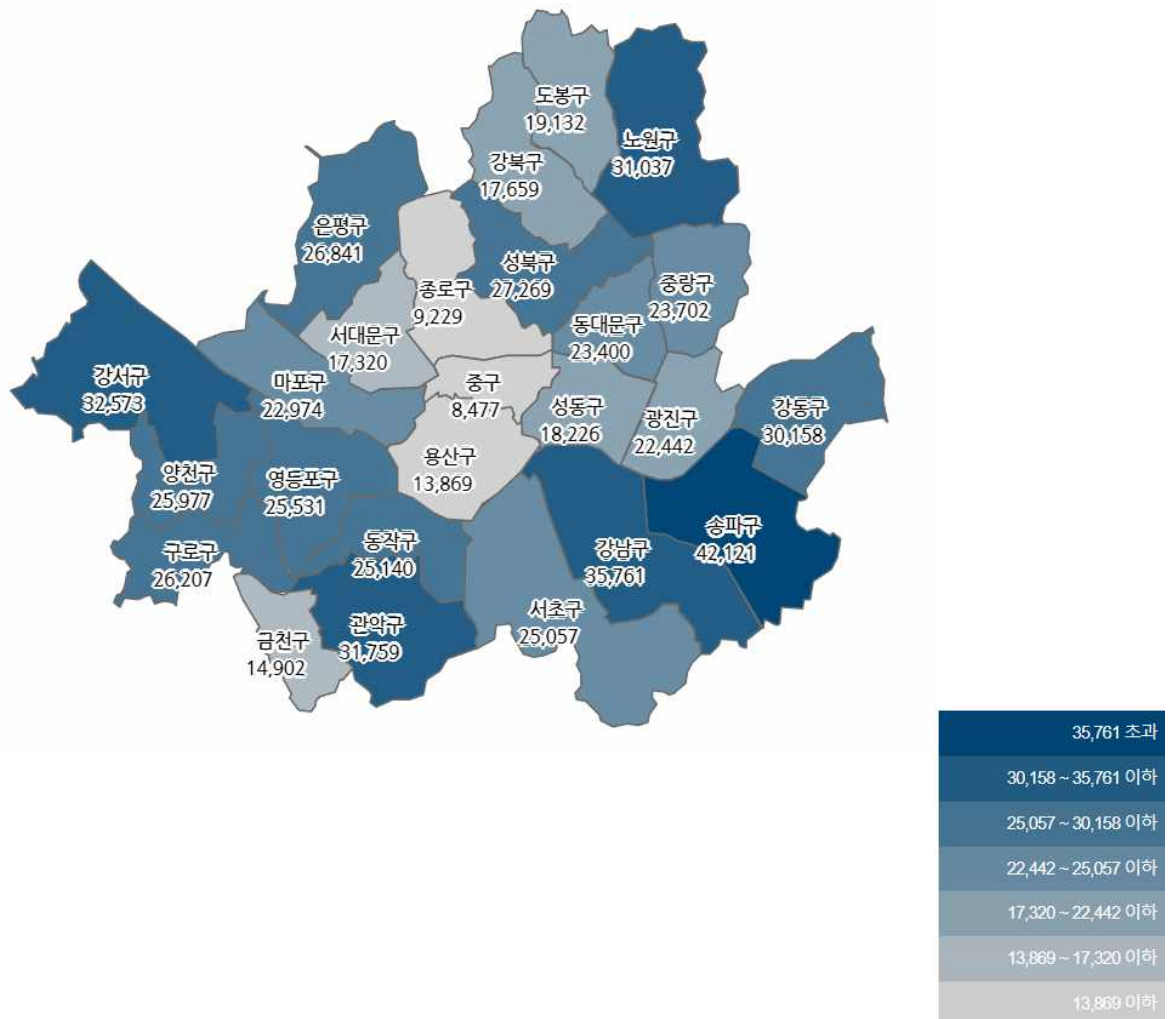 도봉구
19,132
노원구
31,037
강북구
17,659
은평구
26,841
성북구
27,269
중랑구
23,702
종로구
9,229
동대문구
23,400
서대문구
17,320
강서구
32,573
마포구
22,974
중구
8,477
성동구
18,226
광진구
22,442
강동구
30,158
용산구
13,869
양천구
25,977
영등포구
25,531
송파구
42,121
구로구
26,207
동작구
25,140
강남구
35,761
금천구
14,902
관악구
31,759
서초구
25,057
35,761 초과
30,158 ~ 35,761 이하
25,057 ~ 30,158 이하
22,442 ~ 25,057 이하
17,320 ~ 22,442 이하
13,869 ~ 17,320 이하
13,869 이하